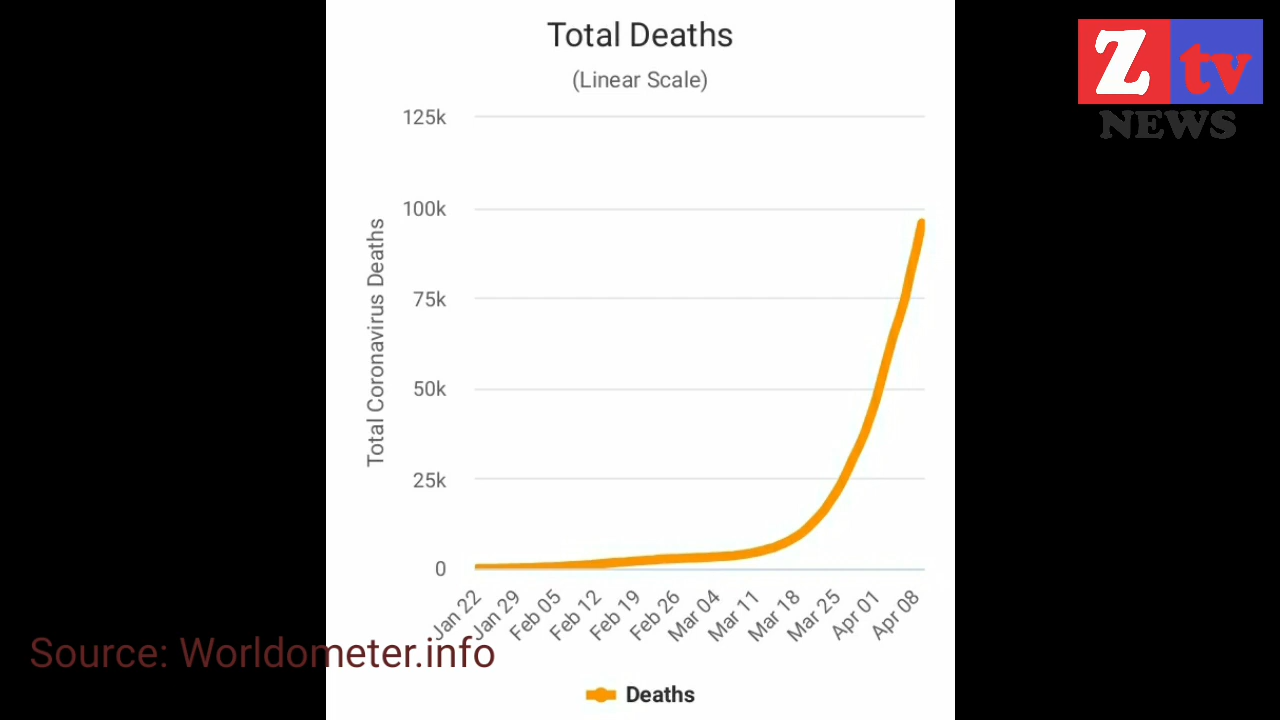 Total Deaths
(Linear Scale)
Z tv
NEWS
125k
100k
75k
50k
25k
0
Total Coronavirus Deaths
Jan 22
Jan 29
Feb 05
Feb 12
Feb 19
Feb 26
Mar 04
Mar 11
Mar 18
Mar 25
Apr 01
Apr 08
Source: Worldometer.info
Deaths